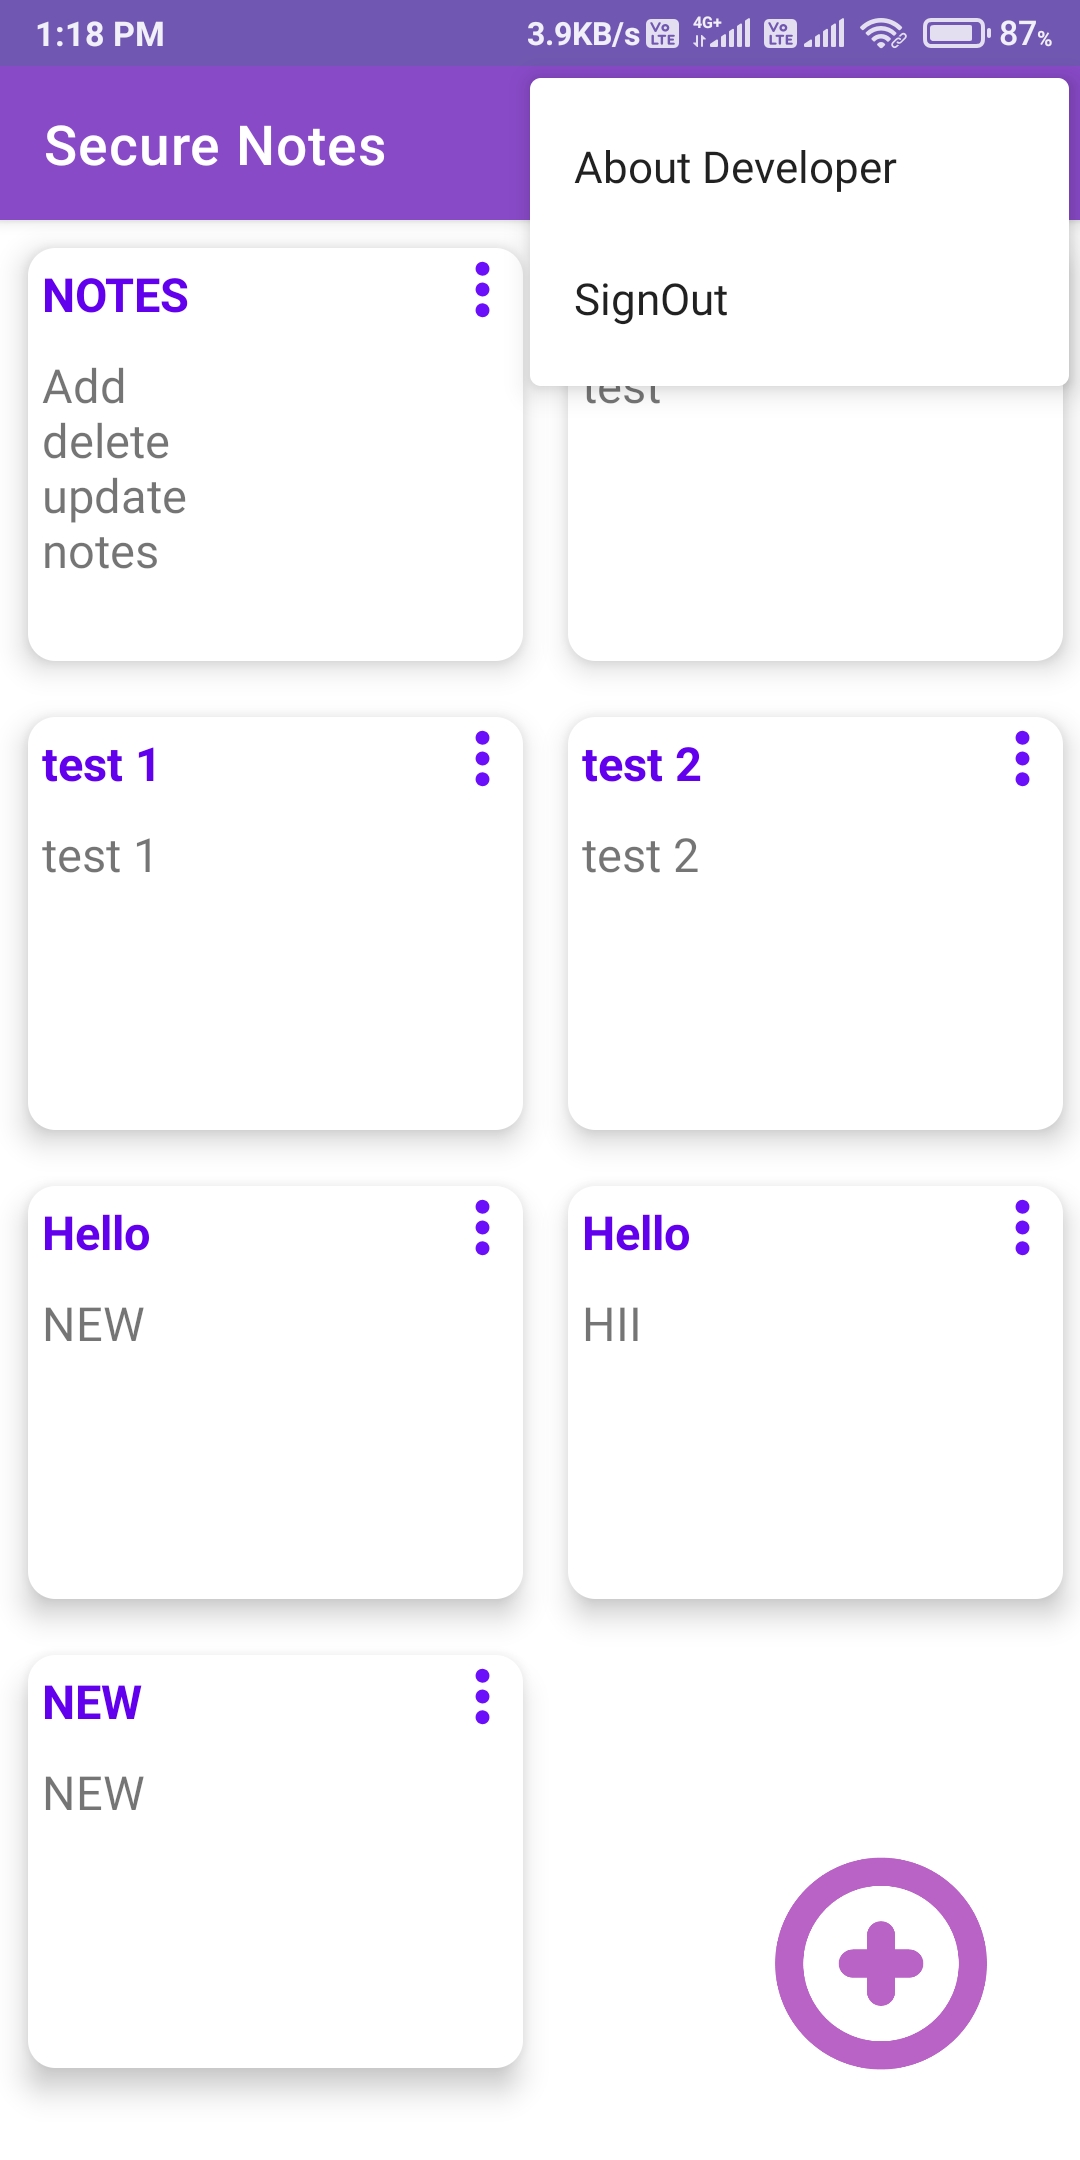 1:18 PM 3.9KB/s Vo LTE 4G+ Vo LTE 87%
Secure Notes
About Developer
SignOut
NOTES
Add
delete
update
notes
test
test 1
test 1
test 2
test 2
Hello
NEW
Hello
HII
NEW
NEW